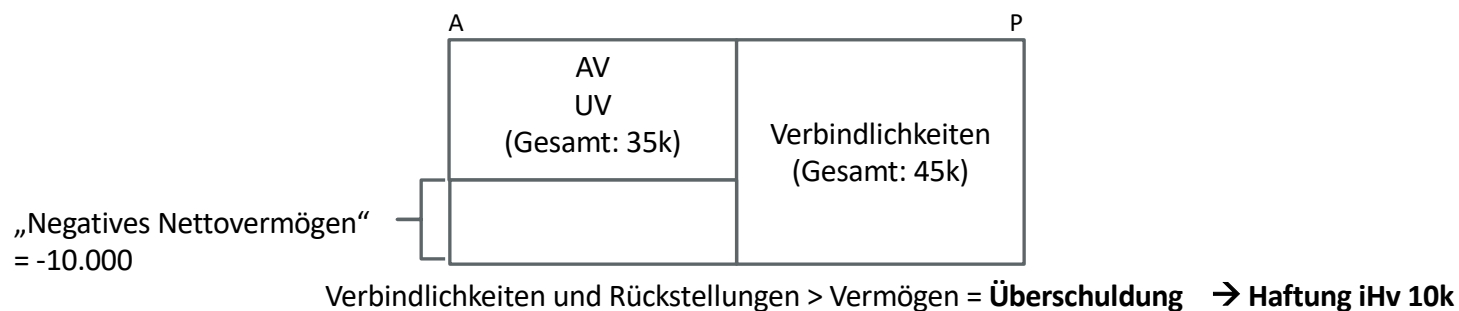 A P
AV
UV
(Gesamt: 35k)
Verbindlichkeiten
(Gesamt: 45k)
„Negatives Nettovermögen“
= -10.000
Verbindlichkeiten und Rückstellungen > Vermögen = Überschuldung → Haftung iHv 10k